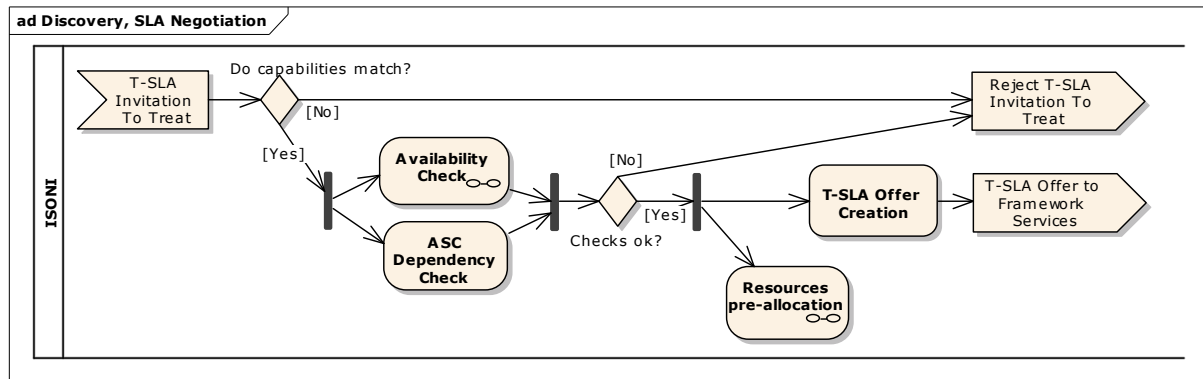 ad Discovery, SLA Negotiation
ISONI
T-SLA
Invitation
To Treat
Do capabilities match?
[No]
[Yes]
Availability
Check
ASC
Dependency
Check
[No]
[Yes]
Checks ok?
Reject T-SLA
Invitation To
Treat
T-SLA Offer
Creation
T-SLA Offer to
Framework
Services
Resources
pre-allocation